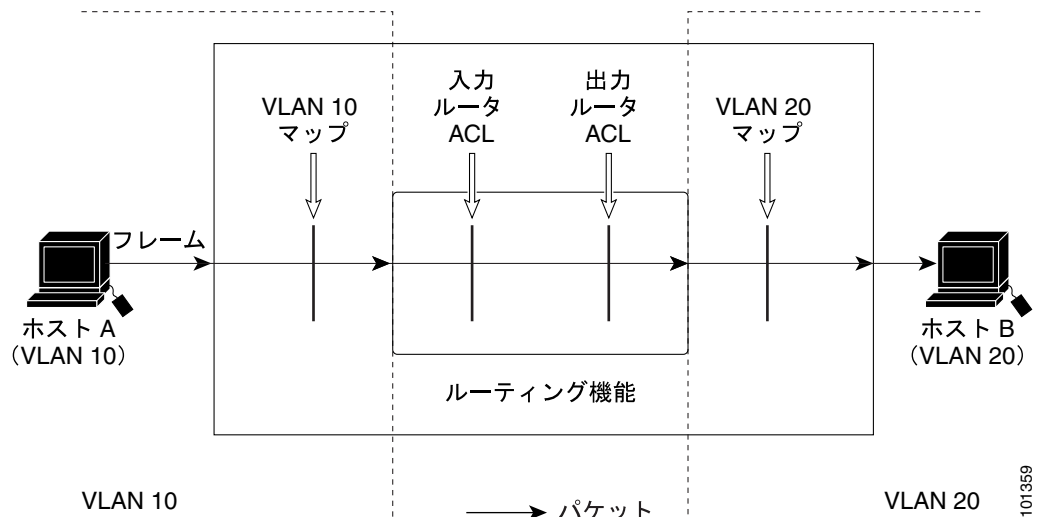 VLAN 10
マップ
入力
ルータ
ACL
出力
ルータ
ACL
VLAN 20
マップ
フレーム
ホスト A
（VLAN 10）
ホスト B
（VLAN 20）
ルーティング機能
VLAN 10
パケット
VLAN 20
101359